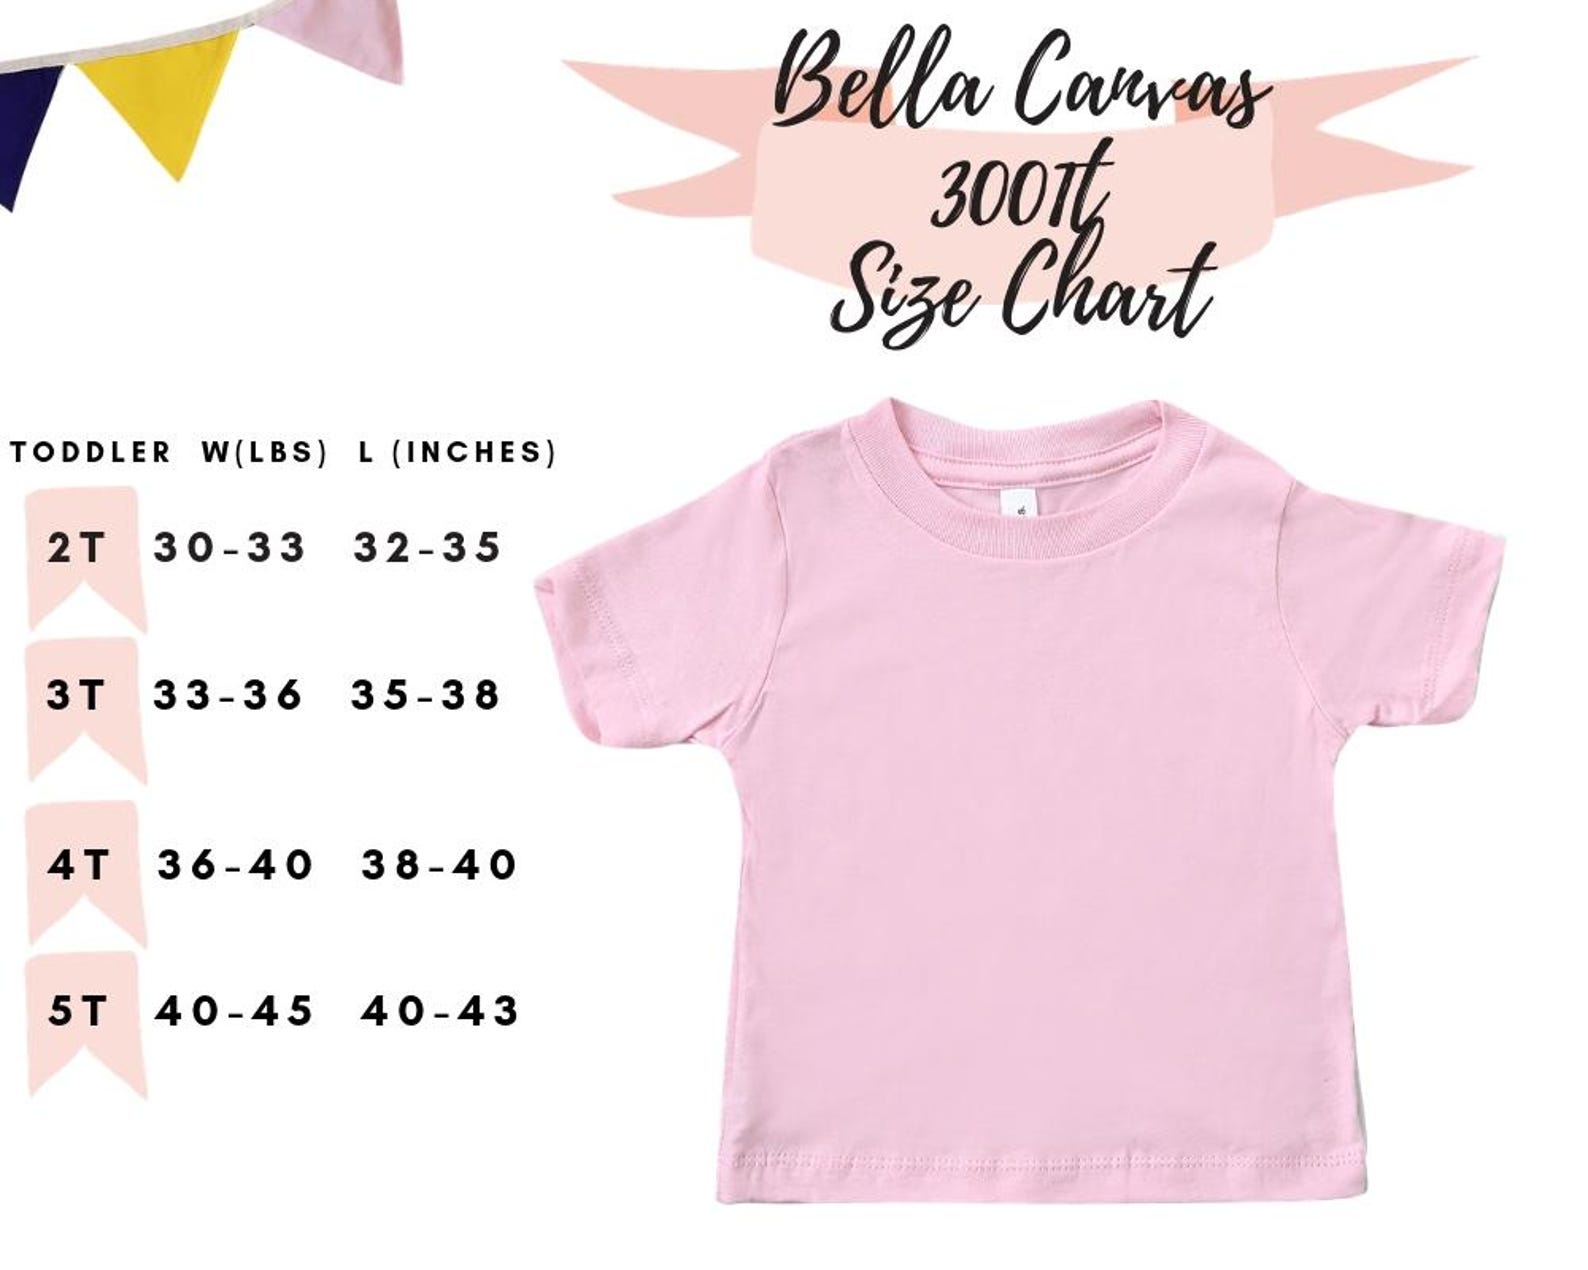 Bella Canvas
3001t
Size Chart
TODDLER W(LBS) L (INCHES)
2T 30-33 32-35
3T 33-36 35-38
4T 36-40 38-40
5T 40-45 40-43